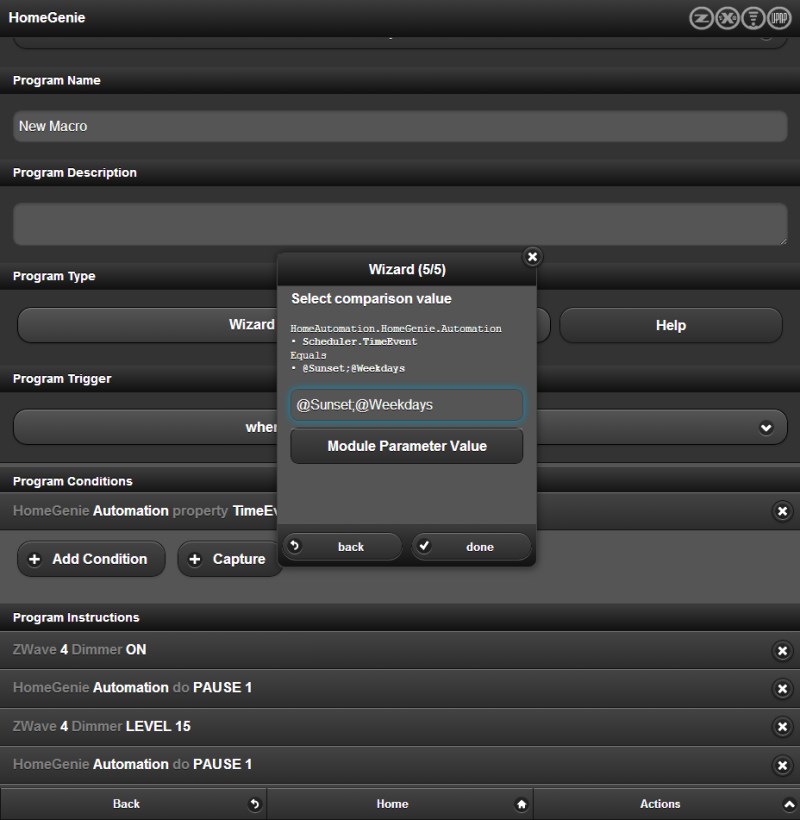 HomeGenie
UPNP
Program Name
New Macro
Program Description
Program Type
Wizard
Help
Program Trigger
when
Program Conditions
HomeGenie Automation property TimeEv
Add Condition
Capture
Wizard (5/5)
Select comparison value
HomeAutomation.HomeGenie.Automation
• Scheduler.TimeEvent
Equals
• @Sunset;@Weekdays
@Sunset;@Weekdays
Module Parameter Value
back
done
Program Instructions
ZWave 4 Dimmer ON
HomeGenie Automation do PAUSE 1
ZWave 4 Dimmer LEVEL 15
HomeGenie Automation do PAUSE 1
Back
Home
Actions